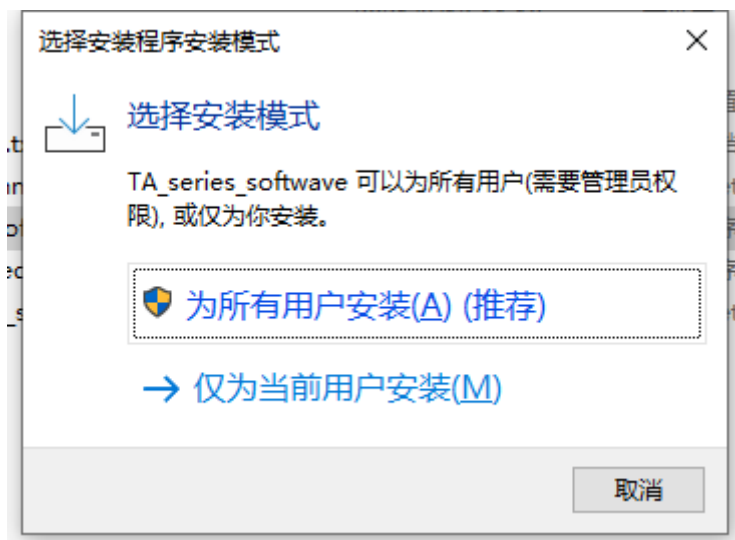 选择安装程序安装模式
选择安装模式
TA_series_softwave 可以为所有用户(需要管理员权
限), 或仅为你安装。
为所有用户安装(A) (推荐)
仅为当前用户安装(M)
取消